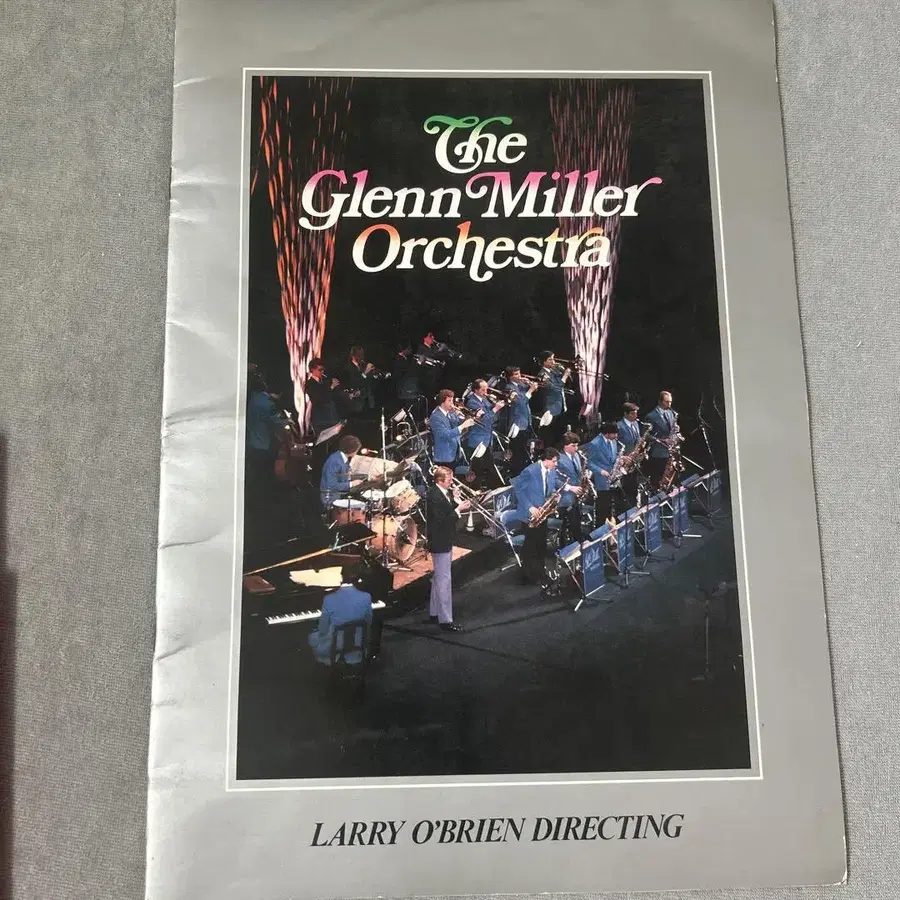 The
Glenn Miller
Orchestra
LARRY O'BRIEN DIRECTING